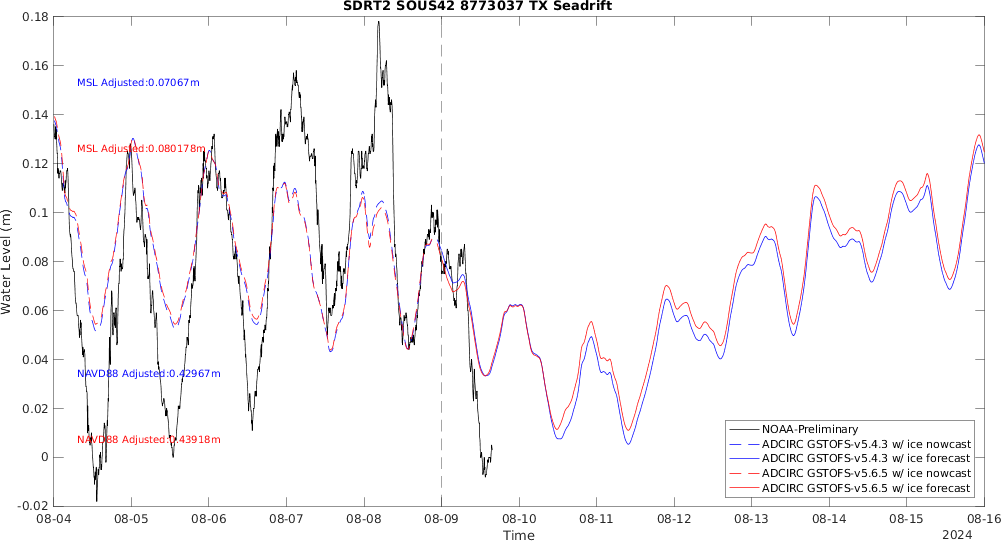 SDRT2 SOUS42 8773037 TX Seadrift
0.18
0.16
0.14
0.12
0.1
0.08
0.06
0.04
0.02
0
-0.02
Water Level (m)
MSL Adjusted:0.07067m
MSL Adjusted:0.080178m
NAVD88 Adjusted:0.42967m
NAVD88 Adjusted:0.43918m
NOAA-Preliminary
ADCIRC GSTOFS-v5.4.3 w/ ice nowcast
ADCIRC GSTOFS-v5.4.3 w/ ice forecast
ADCIRC GSTOFS-v5.6.5 w/ ice nowcast
ADCIRC GSTOFS-v5.6.5 w/ ice forecast
08-04 08-05 08-06 08-07 08-08 08-09 08-10 08-11 08-12 08-13 08-14 08-15 08-16
Time
2024